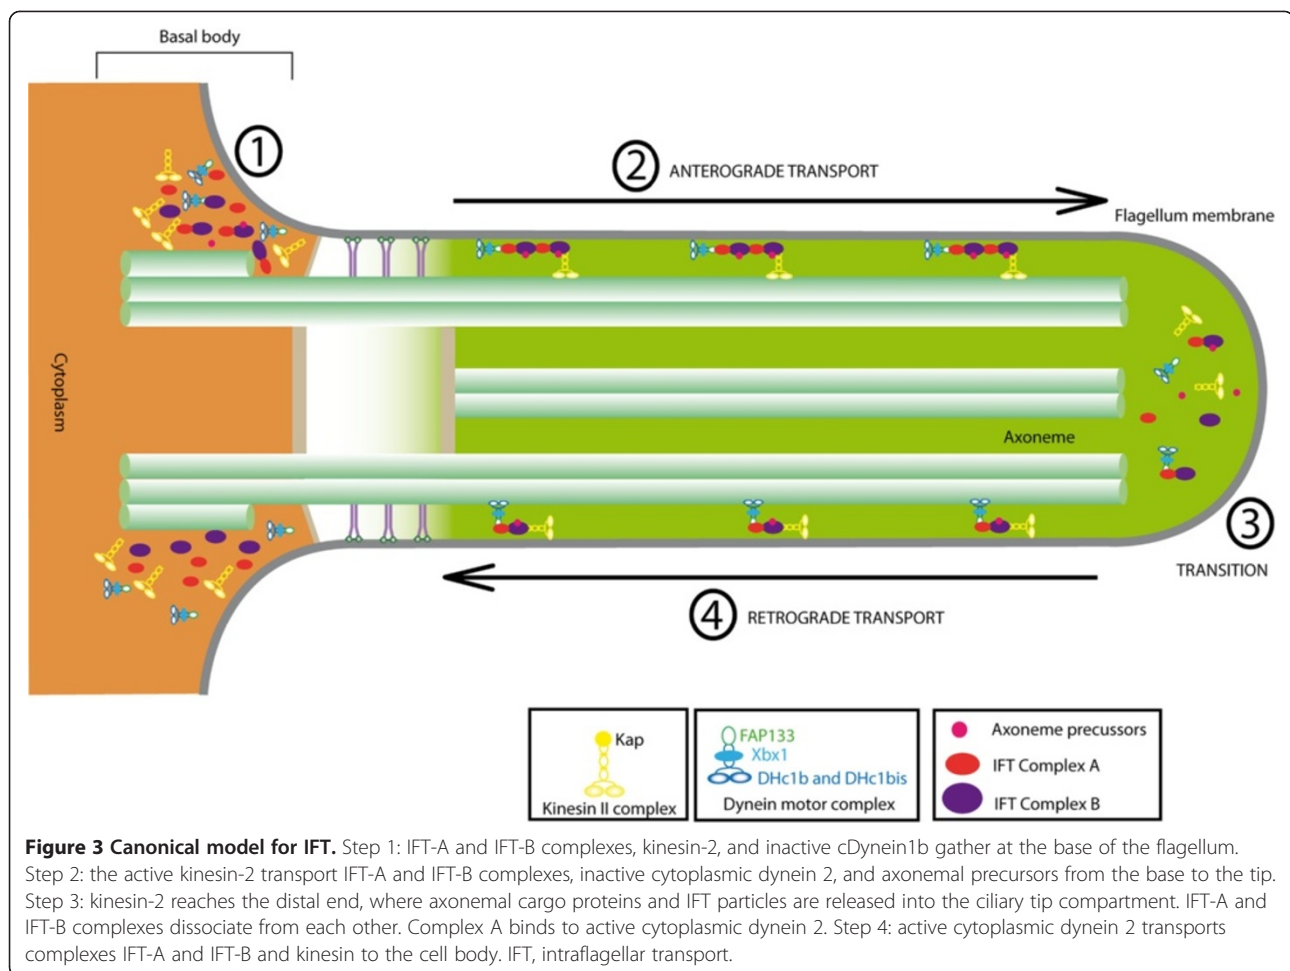 Basal body
1
2 ANTEROGRADE TRANSPORT
Flagellum membrane
Cytoplasm
Axoneme
3
TRANSITION
4 RETROGRADE TRANSPORT
Kap
Kinesin II complex
FAP133
Xbx1
DHc1b and DHc1bis
Dynein motor complex
Axoneme precussors
IFT Complex A
IFT Complex B
Figure 3 Canonical model for IFT. Step 1: IFT-A and IFT-B complexes, kinesin-2, and inactive cDynein1b gather at the base of the flagellum.
Step 2: the active kinesin-2 transport IFT-A and IFT-B complexes, inactive cytoplasmic dynein 2, and axonemal precursors from the base to the tip.
Step 3: kinesin-2 reaches the distal end, where axonemal cargo proteins and IFT particles are released into the ciliary tip compartment. IFT-A and
IFT-B complexes dissociate from each other. Complex A binds to active cytoplasmic dynein 2. Step 4: active cytoplasmic dynein 2 transports
complexes IFT-A and IFT-B and kinesin to the cell body. IFT, intraflagellar transport.